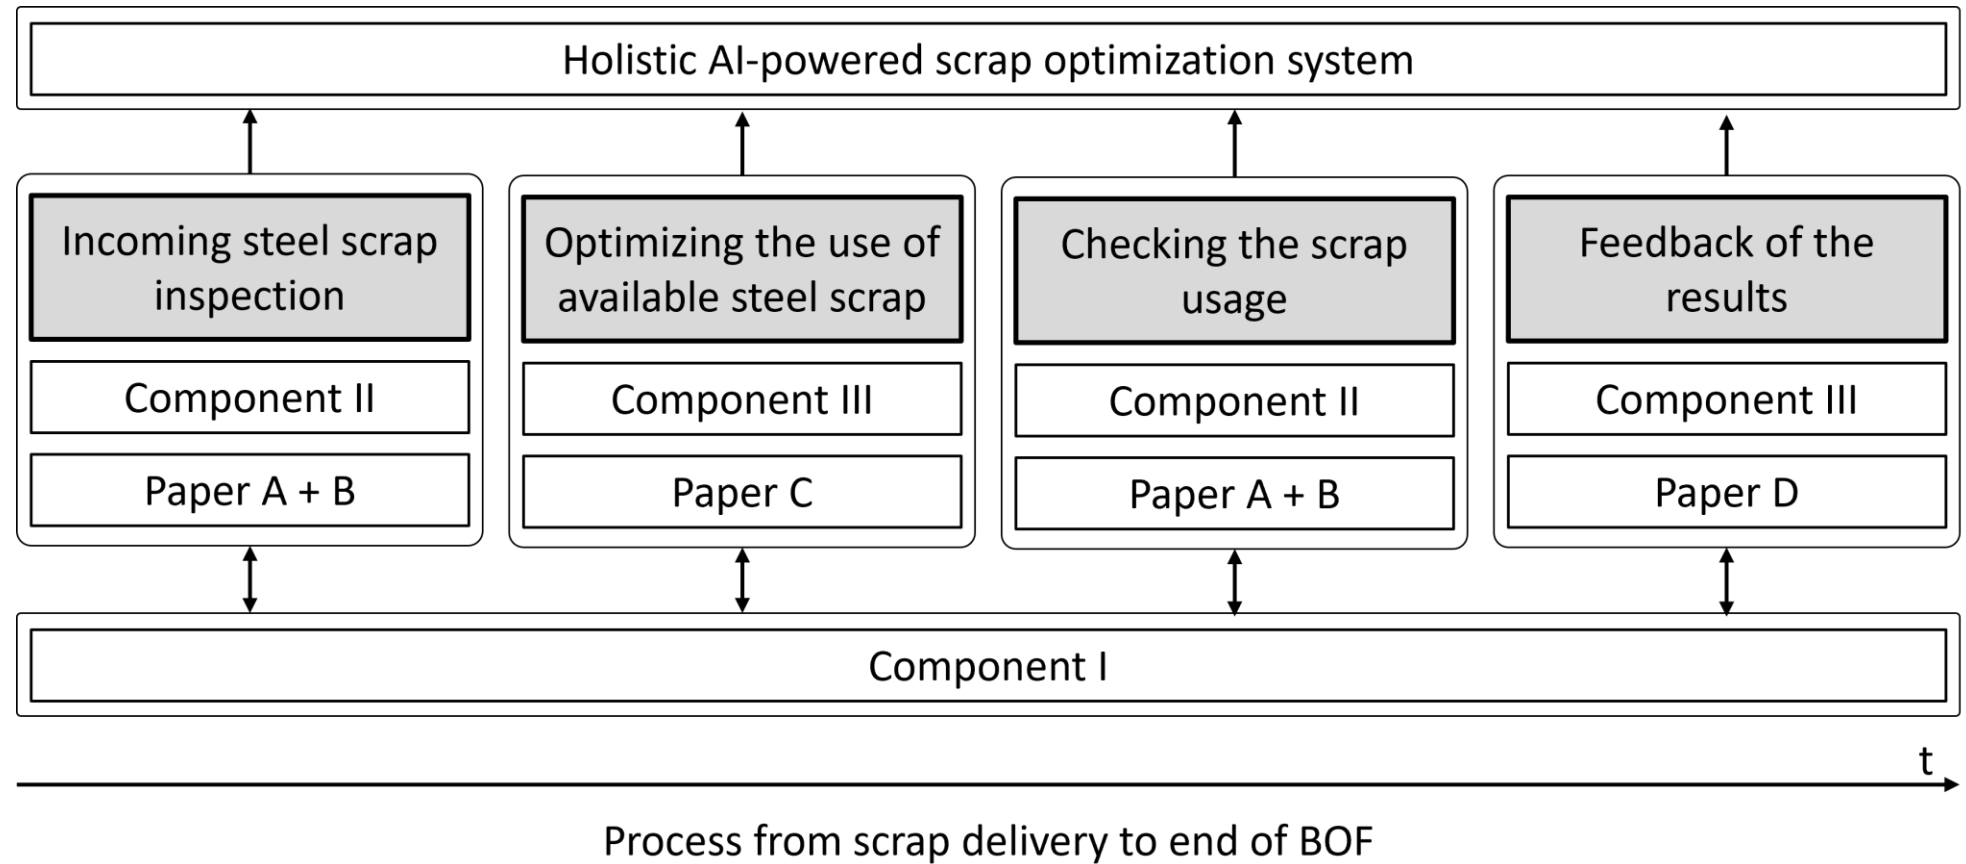 Holistic AI-powered scrap optimization system
Incoming steel scrap
inspection
Component II
Paper A + B
Optimizing the use of
available steel scrap
Component III
Paper C
Checking the scrap
usage
Component II
Paper A + B
Feedback of the
results
Component III
Paper D
Component I
t
Process from scrap delivery to end of BOF